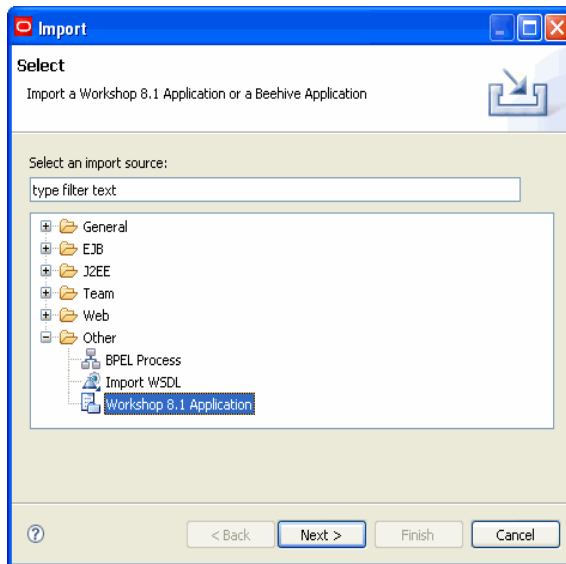 Import
Select
Import a Workshop 8.1 Application or a Beehive Application
Select an import source:
type filter text
General
EJB
J2EE
Team
Web
Other
BPEL Process
Import WSDL
Workshop 8.1 Application
? < Back Next > Finish Cancel